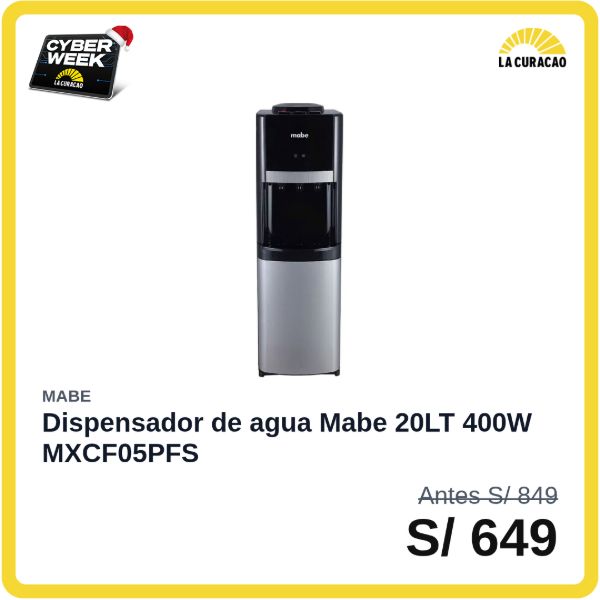 CYBER
WEEK
LA CURACAO
LA CURACAO
mabe
MABE
Dispensador de agua Mabe 20LT 400W
MXCF05PFS
Antes S/ 849
S/ 649